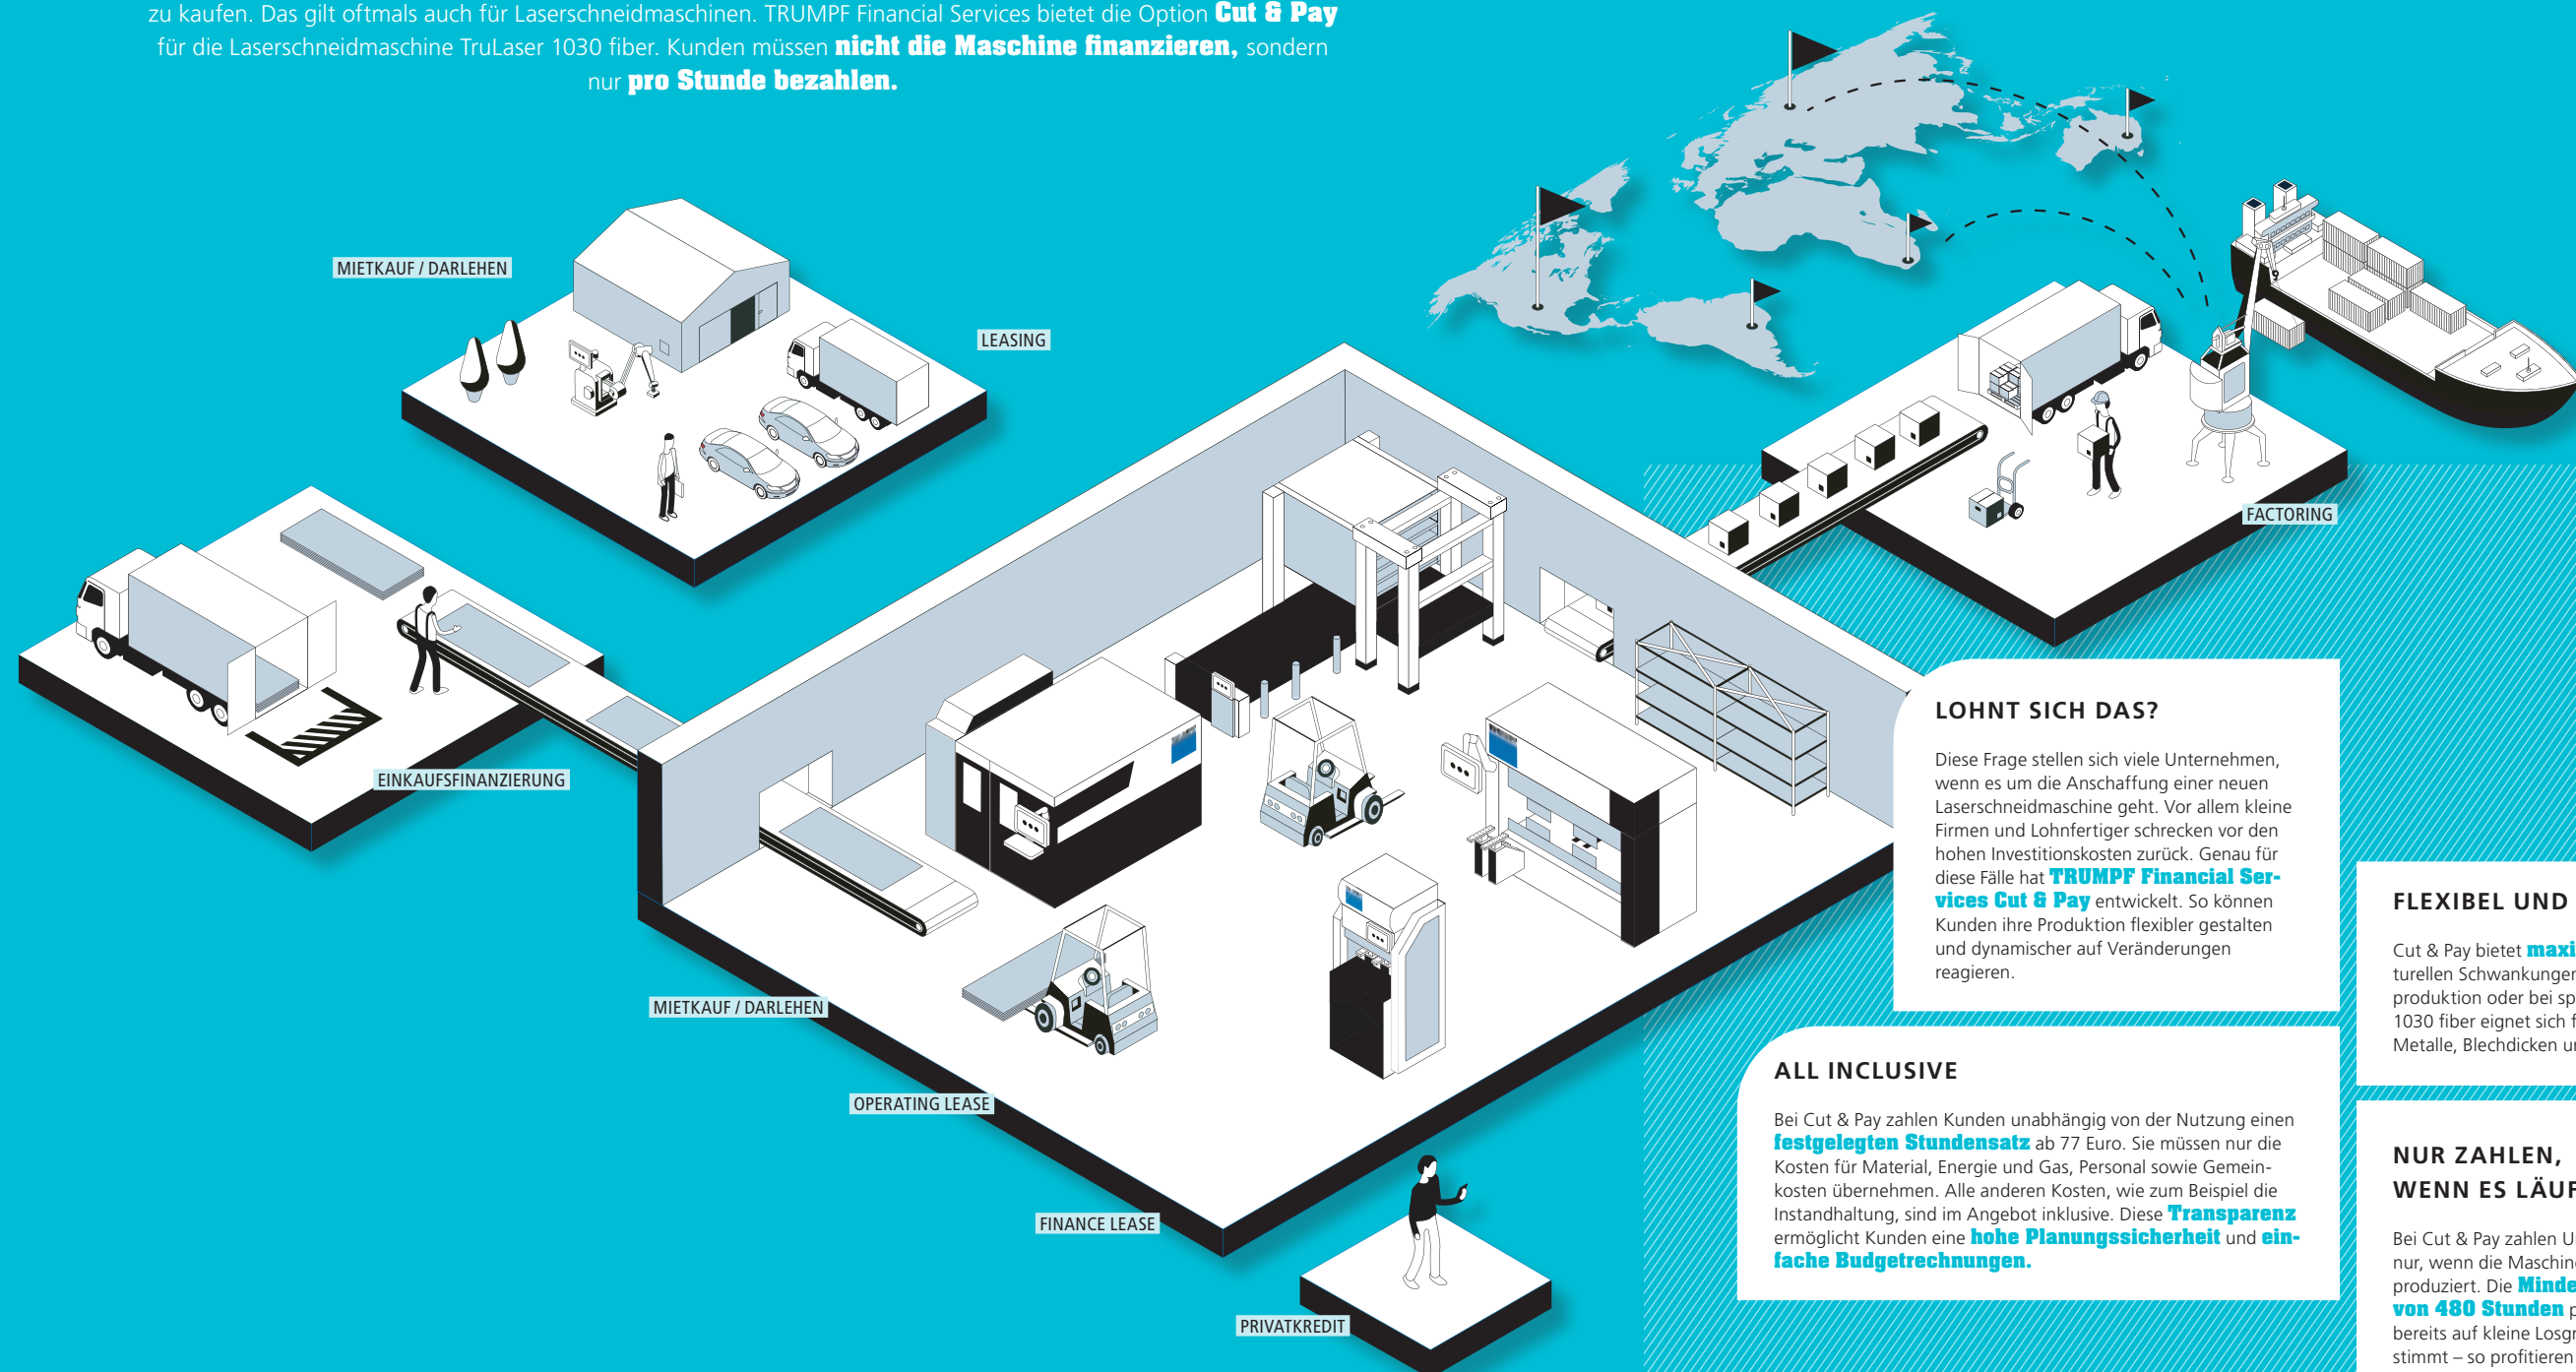 zu kaufen. Das gilt oftmals auch für Laserschneidmaschinen. TRUMPF Financial Services bietet die Option Cut & Pay
für die Laserschneidmaschine TruLaser 1030 fiber. Kunden müssen nicht die Maschine finanzieren, sondern
nur pro Stunde bezahlen.
MIETKAUF / DARLEHEN
LEASING
FACTORING
EINKAUFSFINANZIERUNG
MIETKAUF / DARLEHEN
OPERATING LEASE
FINANCE LEASE
PRIVATKREDIT
LOHNT SICH DAS?
Diese Frage stellen sich viele Unternehmen,
wenn es um die Anschaffung einer neuen
Laserschneidmaschine geht. Vor allem kleine
Firmen und Lohnfertiger schrecken vor den
hohen Investitionskosten zurück. Genau für
diese Fälle hat TRUMPF Financial Ser-
vices Cut & Pay entwickelt. So können
Kunden ihre Produktion flexibler gestalten
und dynamischer auf Veränderungen
reagieren.
ALL INCLUSIVE
Bei Cut & Pay zahlen Kunden unabhängig von der Nutzung einen
festgelegten Stundensatz ab 77 Euro. Sie müssen nur die
Kosten für Material, Energie und Gas, Personal sowie Gemein-
kosten übernehmen. Alle anderen Kosten, wie zum Beispiel die
Instandhaltung, sind im Angebot inklusive. Diese Transparenz
ermöglicht Kunden eine hohe Planungssicherheit und ein-
fache Budgetrechnungen.
FLEXIBEL UND
Cut & Pay bietet maxi
turellen Schwankunger
produktion oder bei sp
1030 fiber eignet sich f
Metalle, Blechdicken u
NUR ZAHLEN,
WENN ES LÄUF
Bei Cut & Pay zahlen U
nur, wenn die Maschine
produziert. Die Minde
von 480 Stunden p
bereits auf kleine Losgr
stimmt – so profitieren